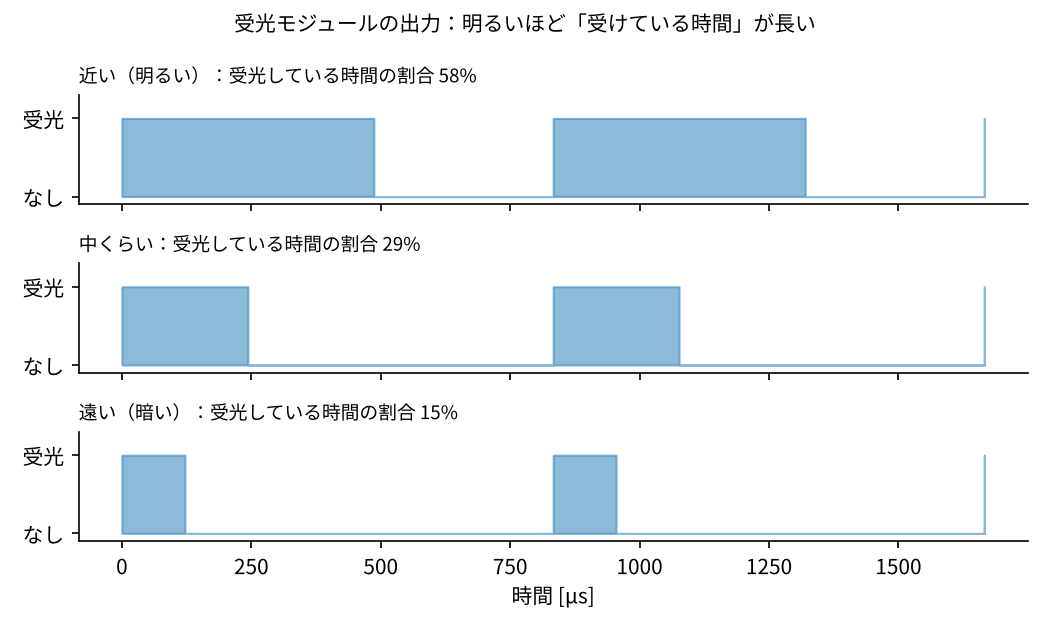 受光モジュールの出力：明るいほど「受けている時間」が長い
近い（明るい）：受光している時間の割合 58%
受光
なし
中くらい：受光している時間の割合 29%
受光
なし
遠い（暗い）：受光している時間の割合 15%
受光
なし
0 250 500 750 1000 1250 1500
時間 [μs]